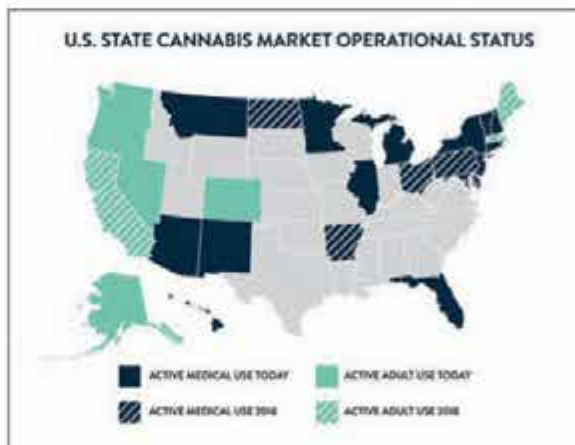 U.S. STATE CANNABIS MARKET OPERATIONAL STATUS
ACTIVE MEDICAL USE TODAY
ACTIVE ADULT USE TODAY
ACTIVE MEDICAL USE 2018
ACTIVE ADULT USE 2018